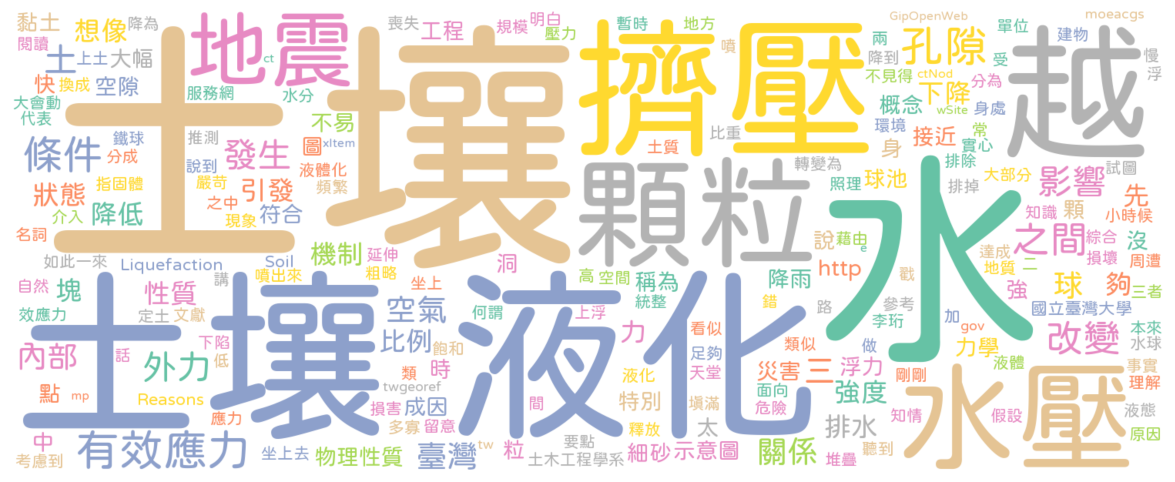 黏土
想像
地震
喪失
工程
規模
明白
壓力
暫時
地方
GipOpenWeb
單位
moeacgs
閱讀
土
上土
大幅
ct
擠壓
噴
兩
降到
孔隙
受
建物
越
慢
浮
快
換成
空隙
服務網
水分
土壤
不見得
ctNod
分為
大會動
代表
不易
概念
下降
wSite
身處
條件
鐵球
分成
推測
說到
發生
圖
xItem
比重
土質
環境
身
接近
常
實心
排除
狀態
指固體
嚴苛
引發
液體化
頻繁
顆粒
轉變為
照理
球池
排掉
大部分
試圖
影響
先
介入
降低
之中
現象
符合
水
顆
知識
小時候
名詞
機制
延伸
粗略
洞
說
藉由
e
之間
綜合
沒
如此一來
Liquefaction
Soil
坐上
高
空間
稱為
降雨
http
戳
達成
地質
二
損壞
周遭
自然
塊
性質
講
噴出來
土壤液化
空氣
何謂
上浮
統整
錯
路
參考
強
球
夠
三者
效應力
定土
文獻
比例
力
看似
類似
李珩
加
gov
國立臺灣大學
內部
話
外力
下陷
低
飽和
類
時
足夠
天堂
災害
三
做
浮力
力學
剛剛
液體
改變
本來
水球
事實
理解
點
mp
Reasons
應力
twgeoref
損害
成因
液化
特別
填滿
面向
危險
強度
水壓
液態
中
考慮到
有效應力
多寡
留意
間
釋放
太
排水
知情
假設
原因
坐上去
物理性質
臺灣
tw
粒
要點
土木工程學系
細砂
示意圖
關係
堆疊
聽到